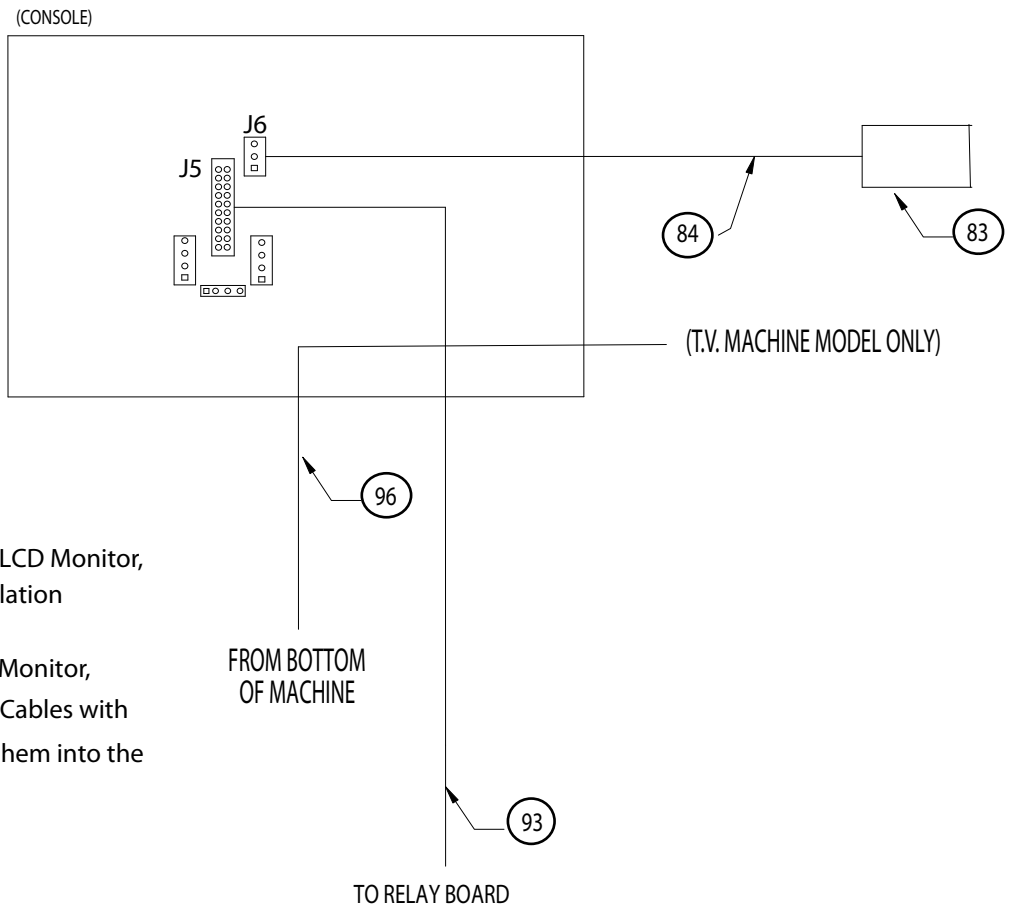 (CONSOLE)
J6
J5
84
83
(T.V. MACHINE MODEL ONLY)
96
LCD Monitor,
lation
Monitor,
Cables with
hem into the
FROM BOTTOM
OF MACHINE
93
TO RELAY BOARD